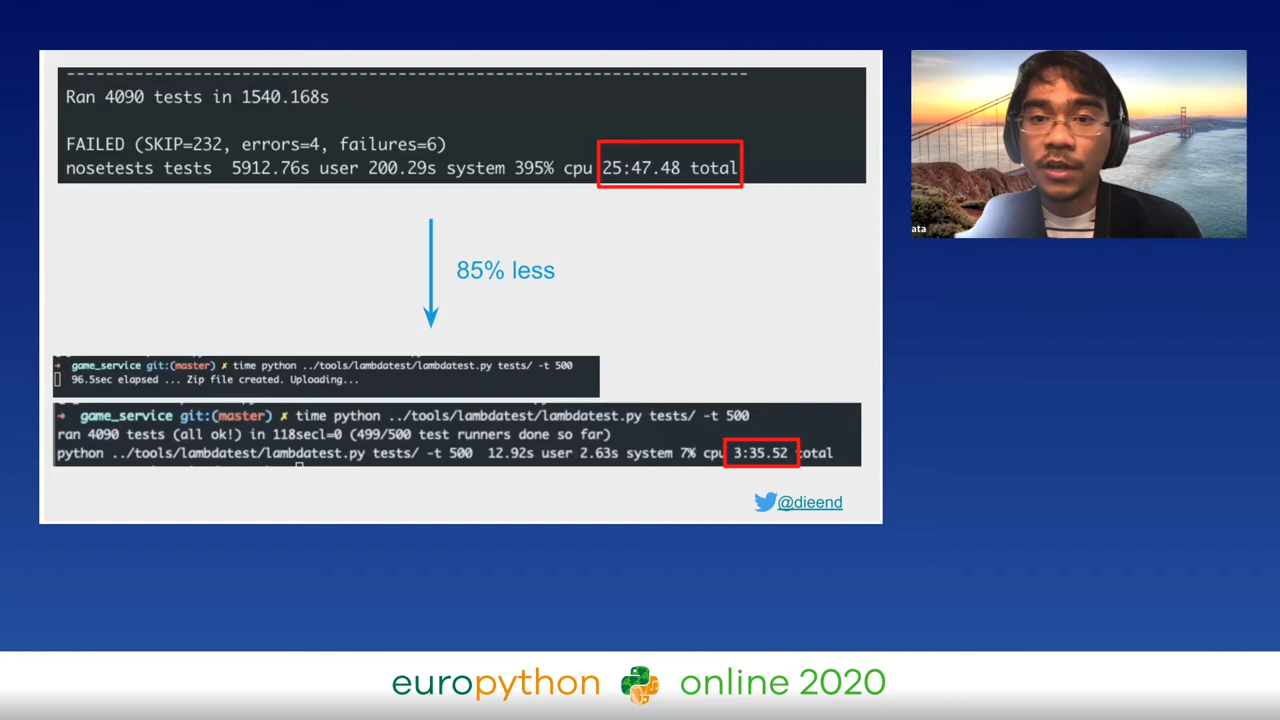 Ran 4090 tests in 1540.168s
FAILED (SKIP=232, errors=4, failures=6)
nosetests tests 5912.76s user 200.29s system 395% cpu 25:47.48 total
85% less
➜ game_service git:(master) ✗ time python ../tools/lambdatest/lambdatest.py tests/ -t 500
96.5sec elapsed ... Zip file created. Uploading...
➜ game_service git:(master) ✗ time python ../tools/lambdatest/lambdatest.py tests/ -t 500
ran 4090 tests (all ok!) in 118secl=0 (499/500 test runners done so far)
python ../tools/lambdatest/lambdatest.py tests/ -t 500 12.92s user 2.63s system 7% cpu 3:35.52 total
@dieend
ata
europython online 2020